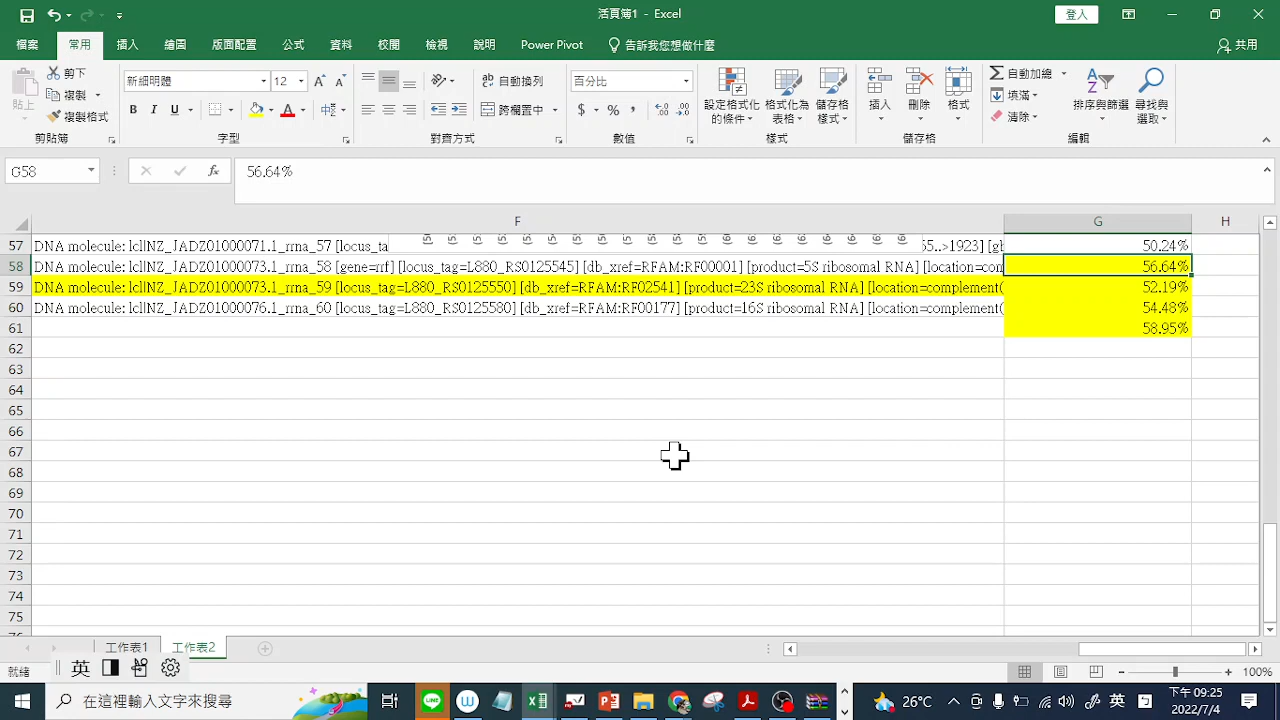 活頁簿1 - Excel
登入
檔案 常用 插入 繪圖 版面配置 公式 資料 校閱 檢視 說明 Power Pivot 告訴我您想做什麼 共用
貼上 剪下 複製 複製格式
新細明體 12 A A
B I U A 中
ab 自動換列
跨欄置中
百分比
$ % ,
設定格式化的條件 格式化為表格 儲存格樣式
插入 刪除 格式
自動加總 填滿 清除
排序與篩選 尋找與選取
剪貼簿 字型 對齊方式 數值 樣式 儲存格 編輯
G58 fx 56.64%
F G H
57 DNA molecule: lcl|NZ_JADZ01000071.1_rrna_57 [locus_ta 65..>1923] [gb 50.24%
58 DNA molecule: lcl|NZ_JADZ01000073.1_rrna_58 [gene=rrf] [locus_tag=L880_RS0125545] [db_xref=RFAM:RF00001] [product=5S ribosomal RNA] [location=com 56.64%
59 DNA molecule: lcl|NZ_JADZ01000073.1_rrna_59 [locus_tag=L880_RS0125550] [db_xref=RFAM:RF02541] [product=23S ribosomal RNA] [location=complement( 52.19%
60 DNA molecule: lcl|NZ_JADZ01000076.1_rrna_60 [locus_tag=L880_RS0125580] [db_xref=RFAM:RF00177] [product=16S ribosomal RNA] [location=complement( 54.48%
61 58.95%
62
63
64
65
66
67
68
69
70
71
72
73
74
75
工作表1 工作表2
就緒 英 100%
在這裡輸入文字來搜尋 LINE 26°C 英 下午 09:25
2022/7/4